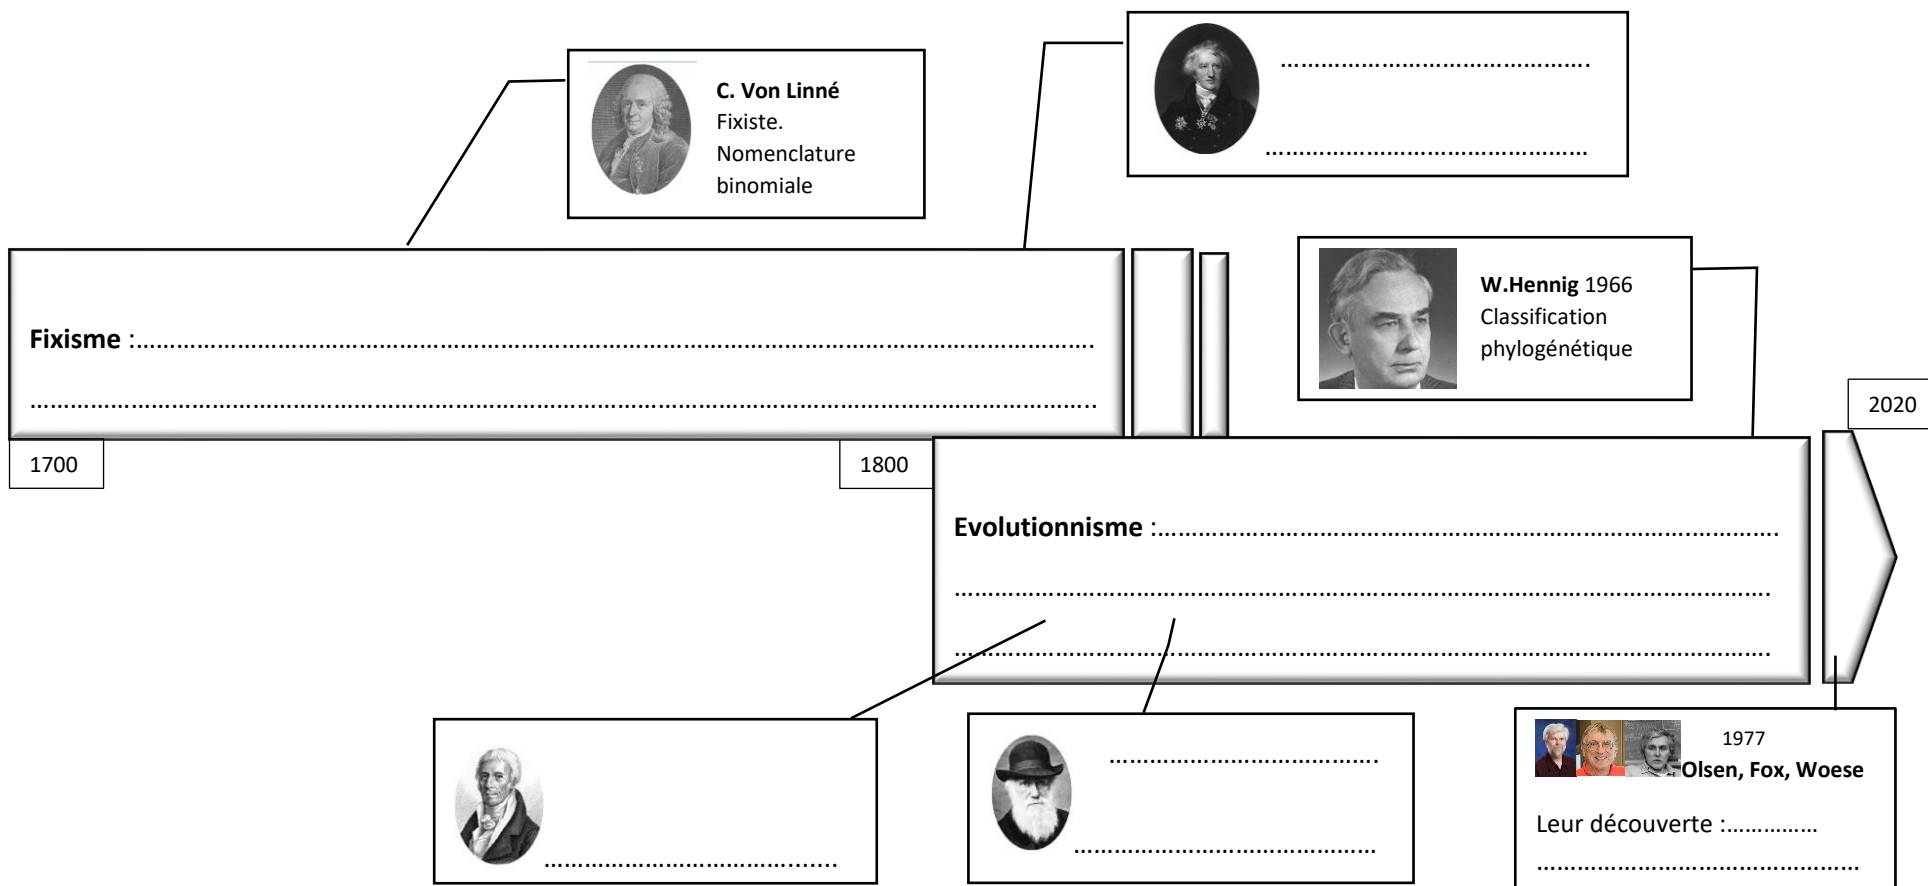 ……………………………………….
C. Von Linné
Fixiste.
Nomenclature
binomiale
…………………………………………
W.Hennig 1966
Classification
phylogénétique
Fixisme :……………………………………………………………………………………………………………………………
……………………………………………………………………………………………………………………………………………
2020
1700
1800
Evolutionnisme :…………………………………………………………………………………
……………………………………………………………………………………………………………
……………………………………………………………………………………………………………
1977
Olsen, Fox, Woese
………………………………….
Leur découverte :.…………
…………………………………….
………………………………………
…………………………………………